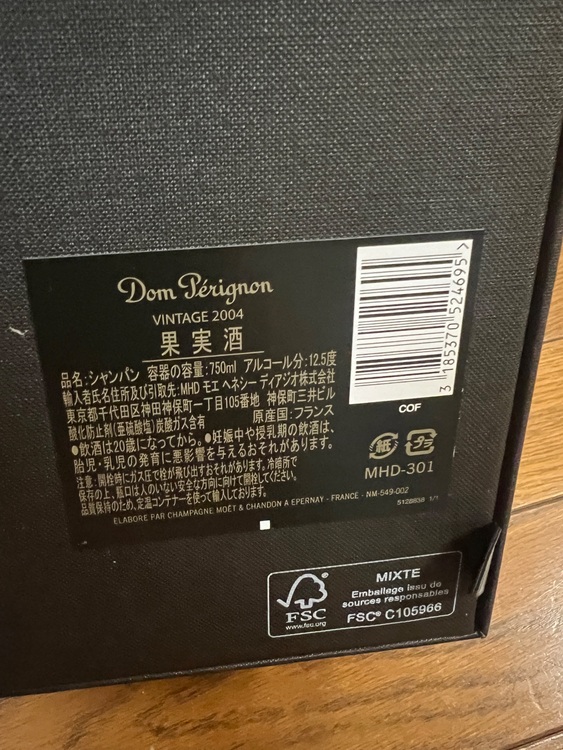 Dom Pérignon
VINTAGE 2004
果実酒
品名:シャンパン 容器の容量:750ml アルコール分:12.5度
輸入者氏名住所及び引取先:MHD モエ ヘネシー ディアジオ株式会社
東京都千代田区神田神保町一丁目105番地 神保町三井ビル
酸化防止剤(亜硫酸塩)炭酸ガス含有 原産国:フランス
●飲酒は20歳になってから。●妊娠中や授乳期の飲酒は、
胎児・乳児の発育に悪影響を与えるおそれがあります。
注意:開栓時にガス圧で栓が飛び出すおそれがあります。冷暗所で
保存の上、瓶口は人のいない安全な方向に向けて開栓してください。
品質保持のため、定温コンテナーを使って輸入しております。
ELABORE PAR CHAMPAGNE MOËT & CHANDON A EPERNAY - FRANCE - NM-549-002
3 185370 524695 >
COF
紙 プラ
MHD-301
5128858 1/1
FSC
www.fsc.org
MIXTE
Emballage issu de
sources responsables
FSC® C105966